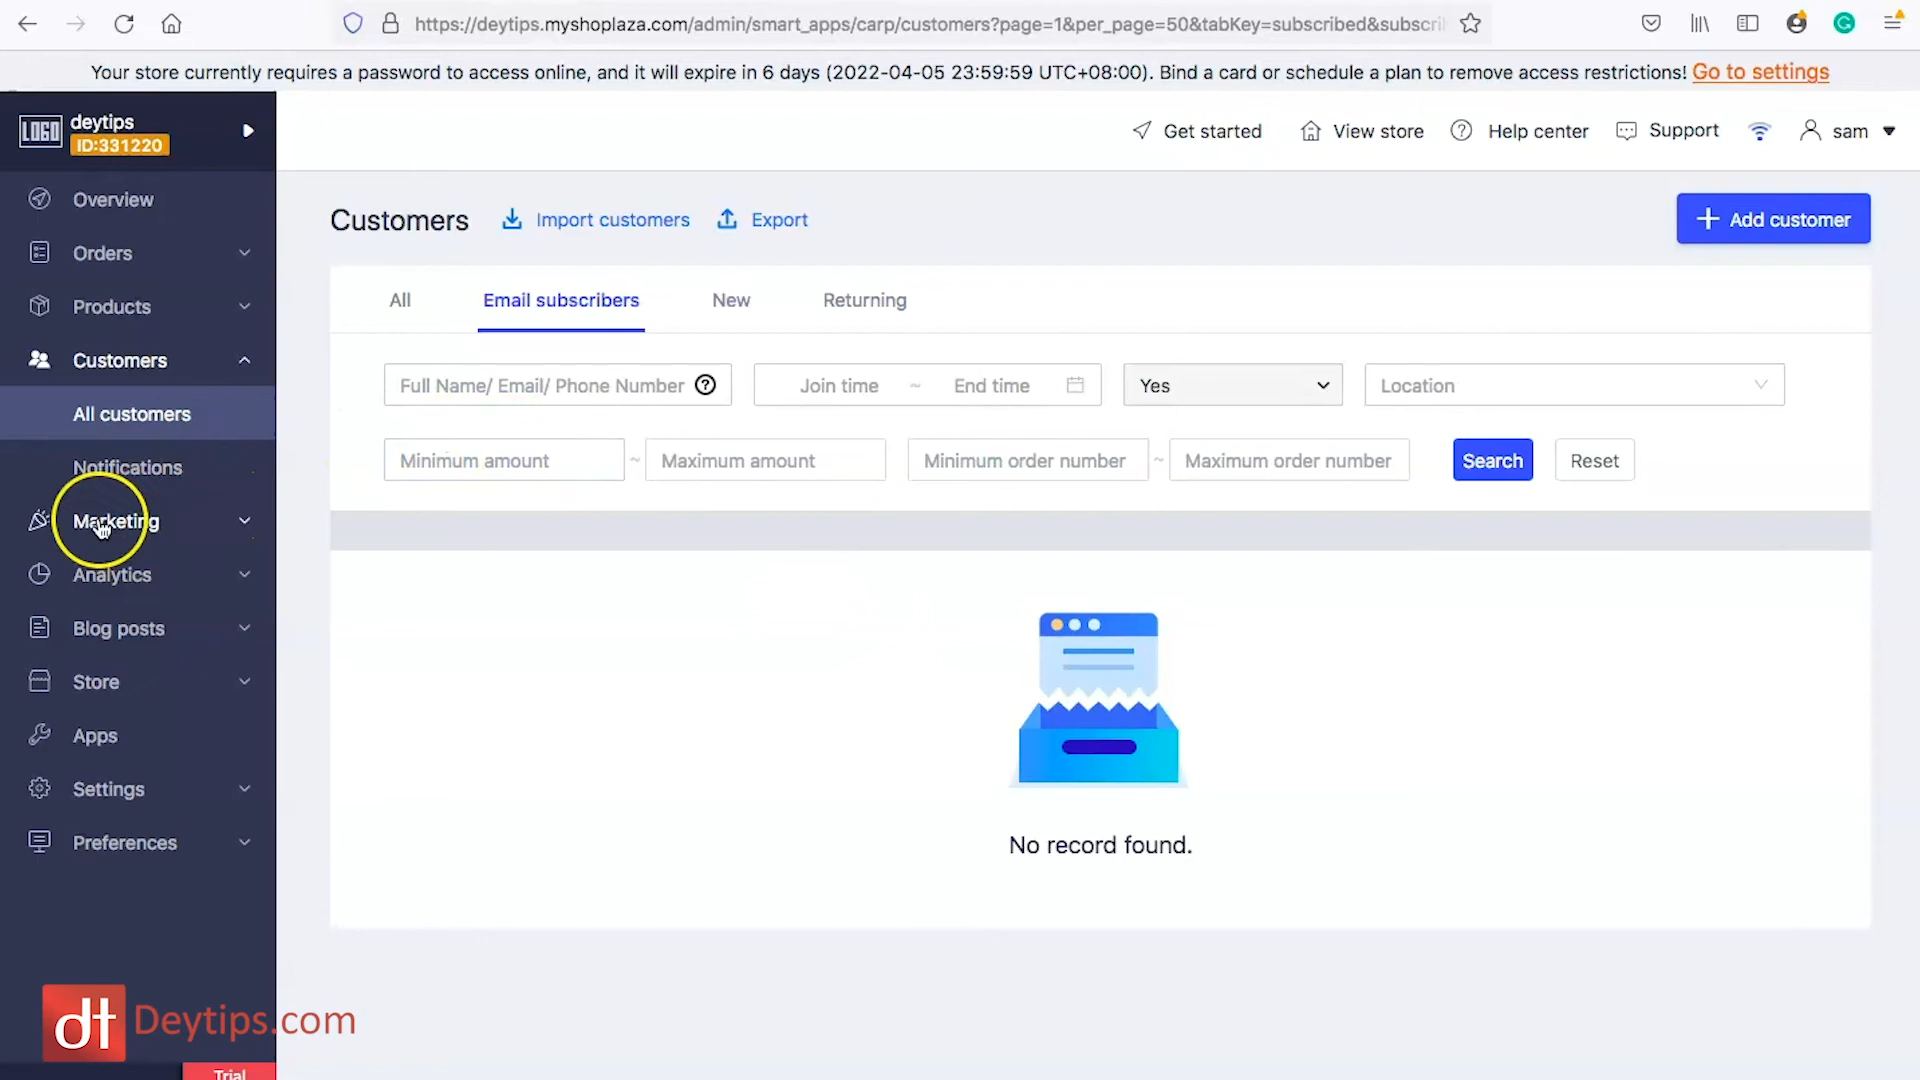 https://deytips.myshoplaza.com/admin/smart_apps/carp/customers?page=1&per_page=50&tabKey=subscribed&subscri
Your store currently requires a password to access online, and it will expire in 6 days (2022-04-05 23:59:59 UTC+08:00). Bind a card or schedule a plan to remove access restrictions! Go to settings
LOGO
deytips
ID:331220
Get started
View store
Help center
Support
sam
Overview
Orders
Products
Customers
All customers
Notifications
Marketing
Analytics
Blog posts
Store
Apps
Settings
Preferences
Customers
Import customers
Export
+ Add customer
All
Email subscribers
New
Returning
Full Name/ Email/ Phone Number ?
Join time ~ End time
Yes
Location
Minimum amount ~ Maximum amount
Minimum order number ~ Maximum order number
Search
Reset
No record found.
dt Deytips.com
Trial